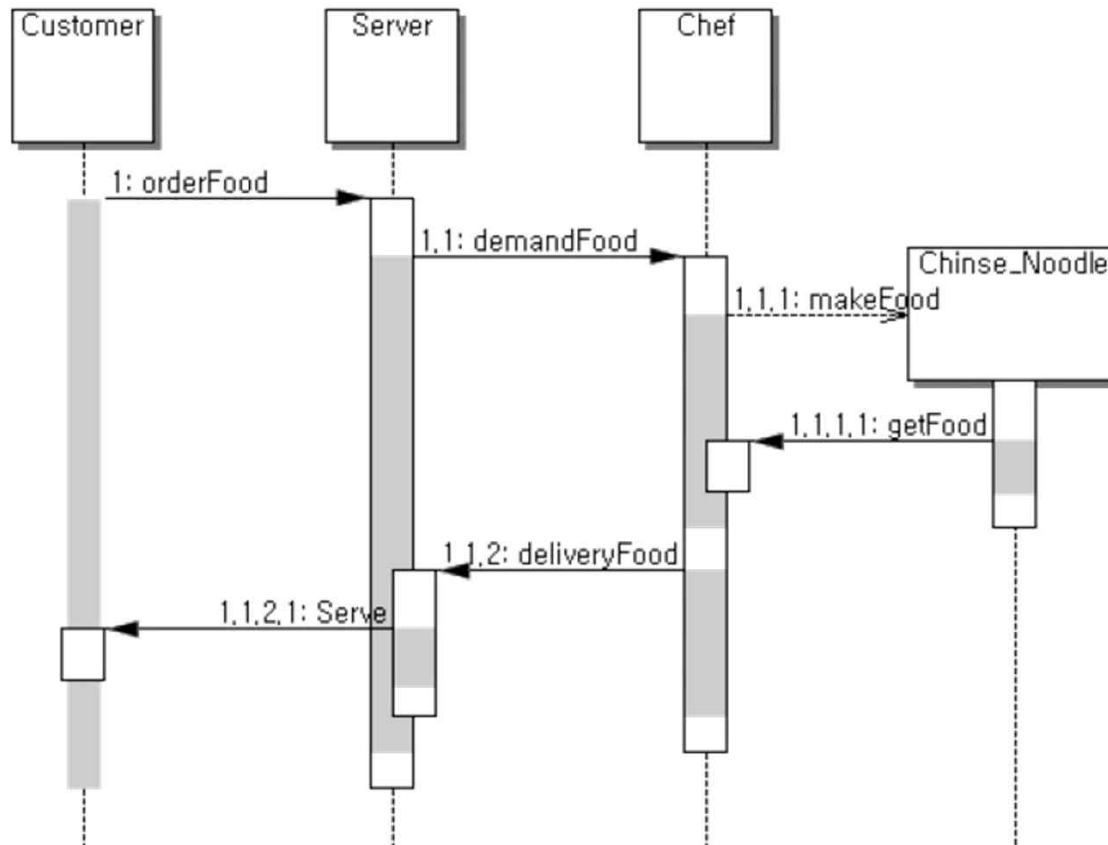 Customer
Server
Chef
1: orderFood
1,1: demandFood
Chinse_Noodle
1,1,1: makeFood
1,1,1,1: getFood
1,1,2: deliveryFood
1,1,2,1: Serve